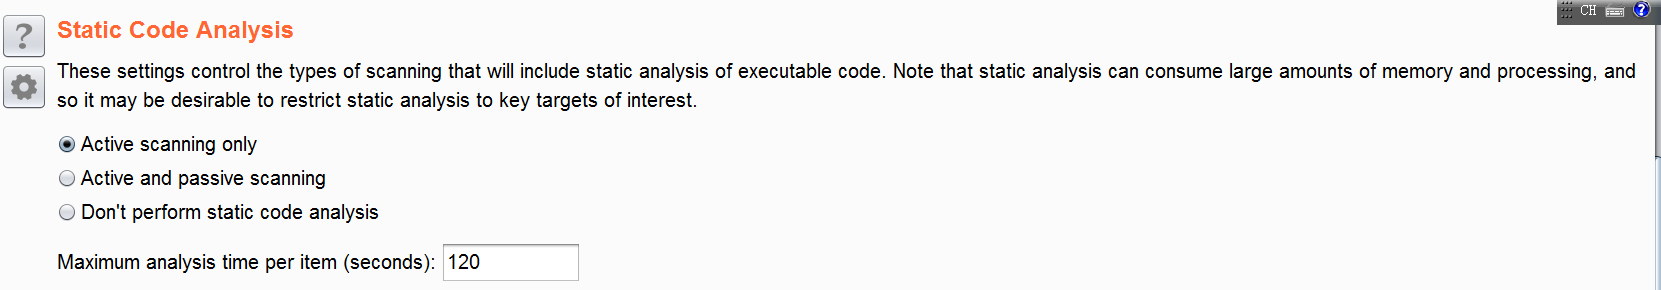 CH
Static Code Analysis
These settings control the types of scanning that will include static analysis of executable code. Note that static analysis can consume large amounts of memory and processing, and
so it may be desirable to restrict static analysis to key targets of interest.
Active scanning only
Active and passive scanning
Don't perform static code analysis
Maximum analysis time per item (seconds): 120